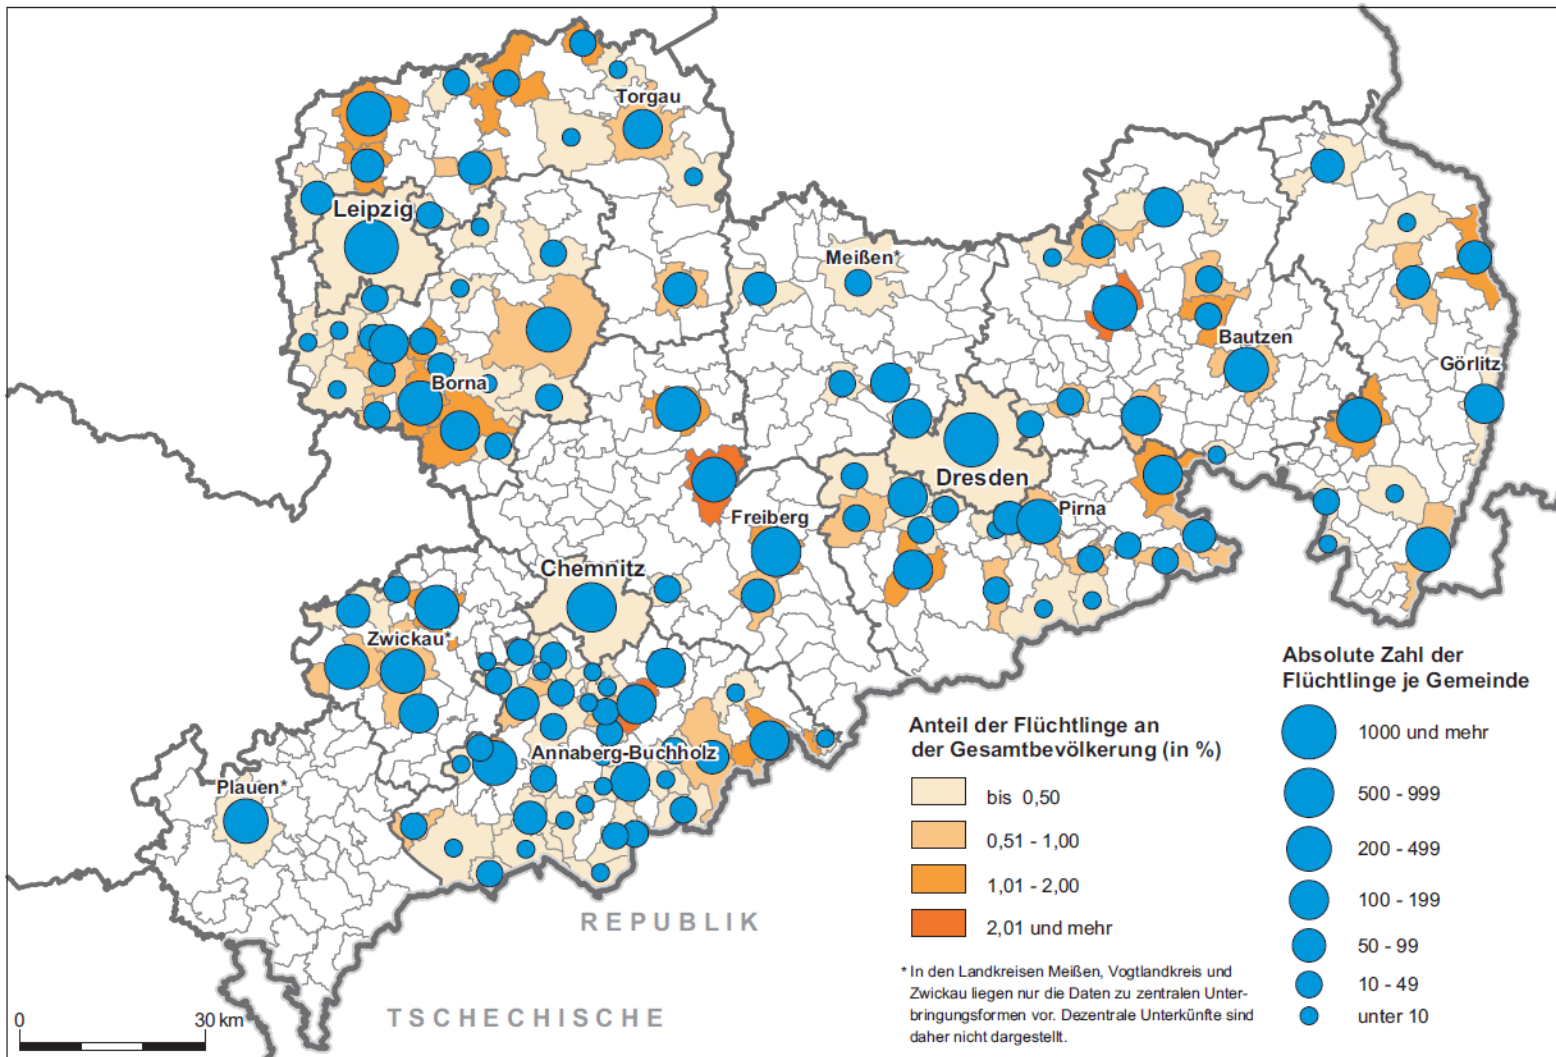 Torgau
Leipzig
Meißen*
Bautzen
Görlitz
Borna
Dresden
Pirna
Freiberg
Chemnitz
Zwickau*
Annaberg-Buchholz
Plauen*
REPUBLIK
TSCHECHISCHE
0 30 km
Anteil der Flüchtlinge an
der Gesamtbevölkerung (in %)
bis 0,50
0,51 - 1,00
1,01 - 2,00
2,01 und mehr
* In den Landkreisen Meißen, Vogtlandkreis und
Zwickau liegen nur die Daten zu zentralen Unter-
bringungsformen vor. Dezentrale Unterkünfte sind
daher nicht dargestellt.
Absolute Zahl der
Flüchtlinge je Gemeinde
1000 und mehr
500 - 999
200 - 499
100 - 199
50 - 99
10 - 49
unter 10